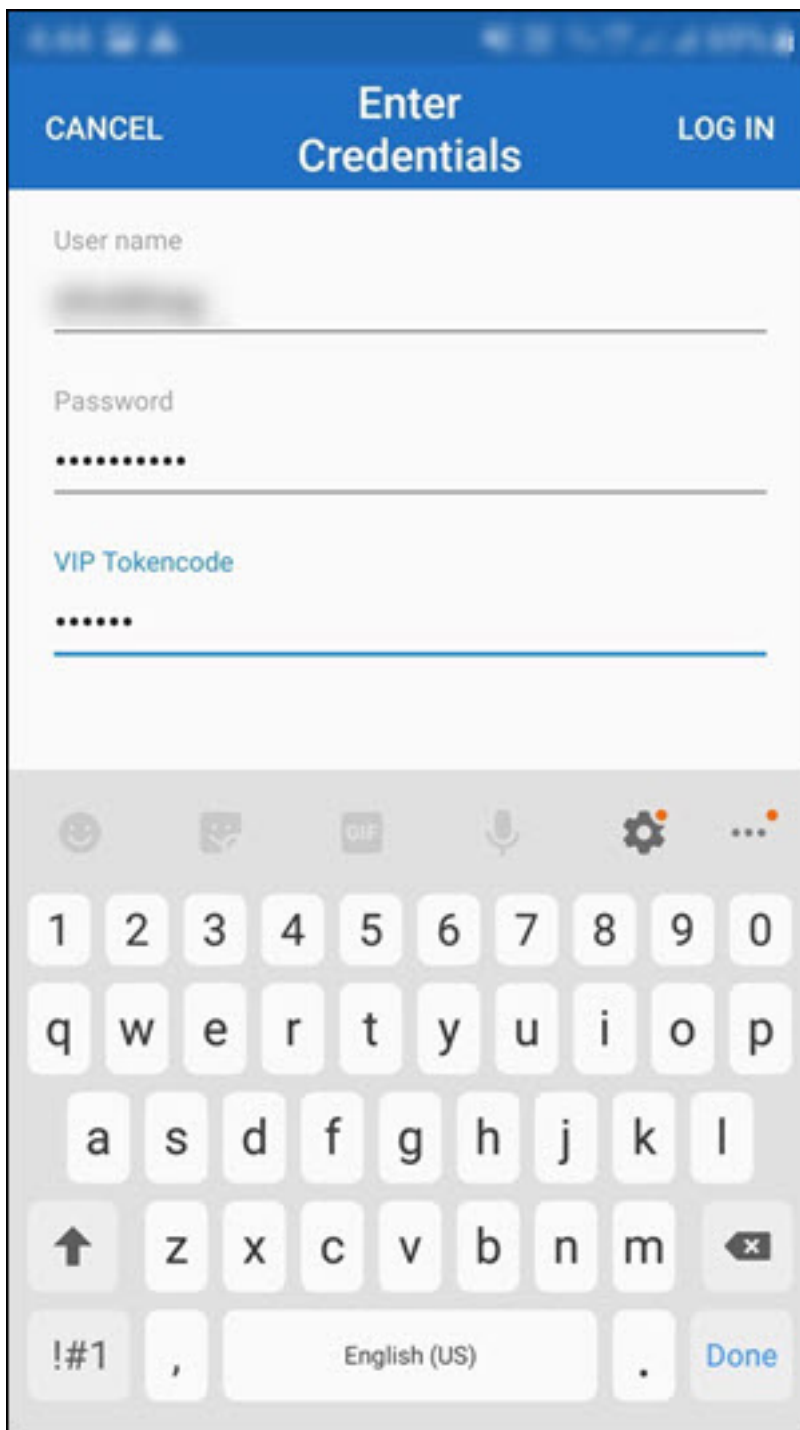 CANCEL
Enter
Credentials
LOG IN
User name
Password
••••••••••
VIP Tokencode
••••••
GIF
1 2 3 4 5 6 7 8 9 0
q w e r t y u i o p
a s d f g h j k l
z x c v b n m
!#1 , English (US) . Done